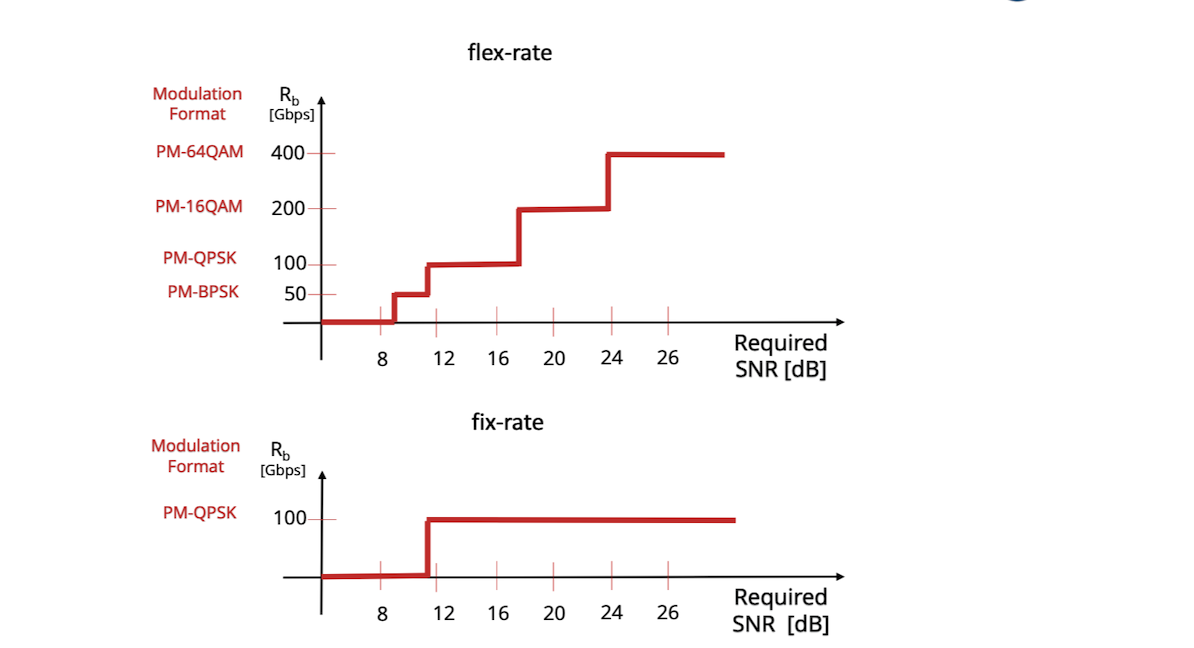 flex-rate
Modulation
Format
R_b
[Gbps]
PM-64QAM 400
PM-16QAM 200
PM-QPSK 100
PM-BPSK 50
8 12 16 20 24 26
Required
SNR [dB]
fix-rate
Modulation
Format
R_b
[Gbps]
PM-QPSK 100
8 12 16 20 24 26
Required
SNR [dB]